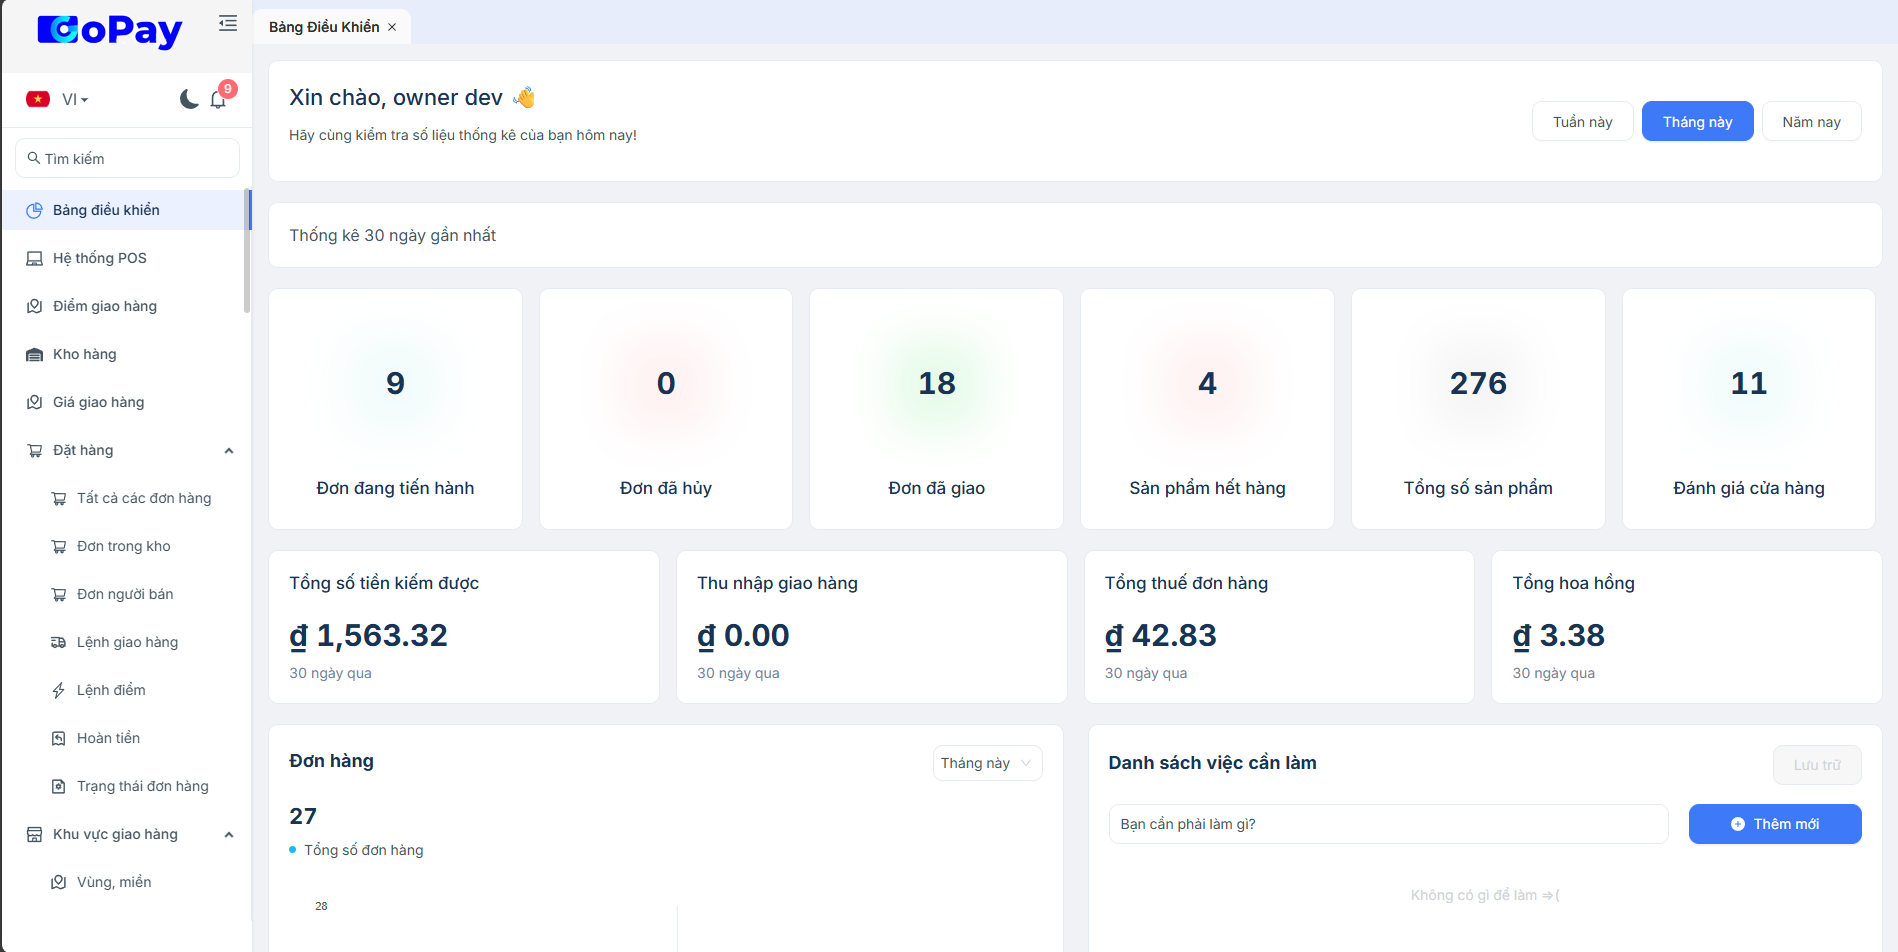 GoPay
VI
9
Tìm kiếm
Bảng điều khiển
Hệ thống POS
Điểm giao hàng
Kho hàng
Giá giao hàng
Đặt hàng
Tất cả các đơn hàng
Đơn trong kho
Đơn người bán
Lệnh giao hàng
Lệnh điểm
Hoàn tiền
Trạng thái đơn hàng
Khu vực giao hàng
Vùng, miền
Bảng Điều Khiển
Xin chào, owner dev 👋
Hãy cùng kiểm tra số liệu thống kê của bạn hôm nay!
Tuần này
Tháng này
Năm nay
Thống kê 30 ngày gần nhất
9
Đơn đang tiến hành
0
Đơn đã hủy
18
Đơn đã giao
4
Sản phẩm hết hàng
276
Tổng số sản phẩm
11
Đánh giá cửa hàng
Tổng số tiền kiếm được
₫ 1,563.32
30 ngày qua
Thu nhập giao hàng
₫ 0.00
30 ngày qua
Tổng thuế đơn hàng
₫ 42.83
30 ngày qua
Tổng hoa hồng
₫ 3.38
30 ngày qua
Đơn hàng
Tháng này
27
Tổng số đơn hàng
28
Danh sách việc cần làm
Lưu trữ
Bạn cần phải làm gì?
Thêm mới
Không có gì để làm =>(